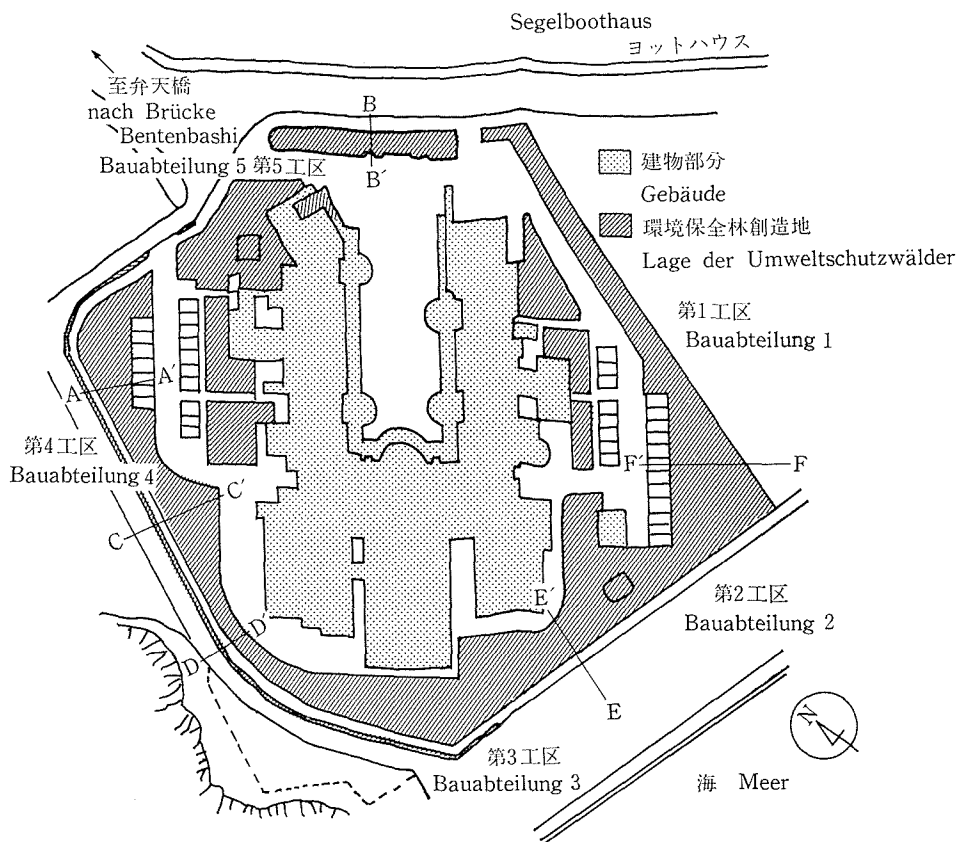 Segelboothaus
ヨットハウス
至弁天橋
nach Brücke
Bentenbashi
Bauabteilung 5 第5工区
B
B´
建物部分
Gebäude
環境保全林創造地
Lage der Umweltschutzwälder
第1工区
Bauabteilung 1
A
A´
第4工区
Bauabteilung 4
F´
F
C´
C
第2工区
Bauabteilung 2
E´
D´
D
E
N
第3工区
Bauabteilung 3
海 Meer